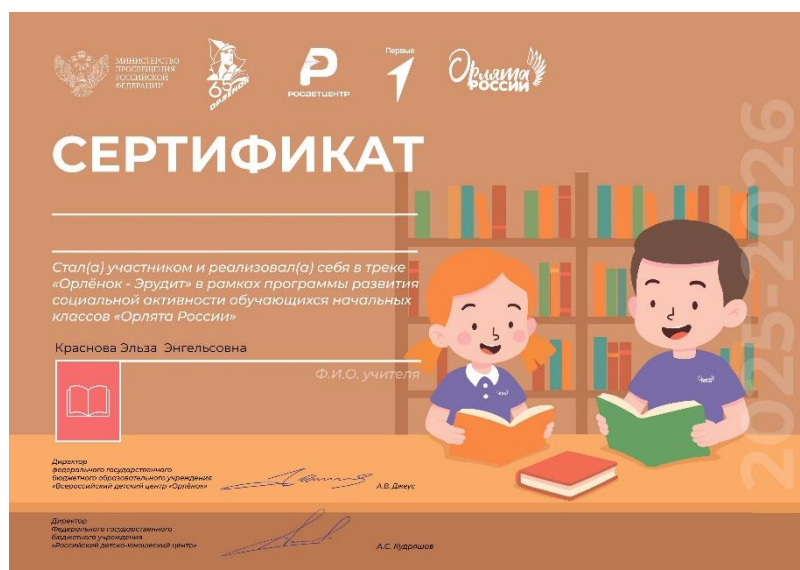 МИНИСТЕРСТВО
ПРОСВЕЩЕНИЯ
РОССИЙСКОЙ
ФЕДЕРАЦИИ
65
ОРЛЁНОК
РОСДЕТЦЕНТР
Первые
Орлята
РОССИИ
СЕРТИФИКАТ
Стал(а) участником и реализовал(а) себя в треке
«Орлёнок - Эрудит» в рамках программы развития
социальной активности обучающихся начальных
классов «Орлята России»
Краснова Эльза Энгельсовна
Ф.И.О. учителя
Директор
федерального государственного
бюджетного образовательного учреждения
«Всероссийский детский центр «Орлёнок»
А.В. Джеус
Директор
Федерального государственного
бюджетного учреждения
«Российский детско-юношеский центр»
А.С. Кудряшов
2025-2026